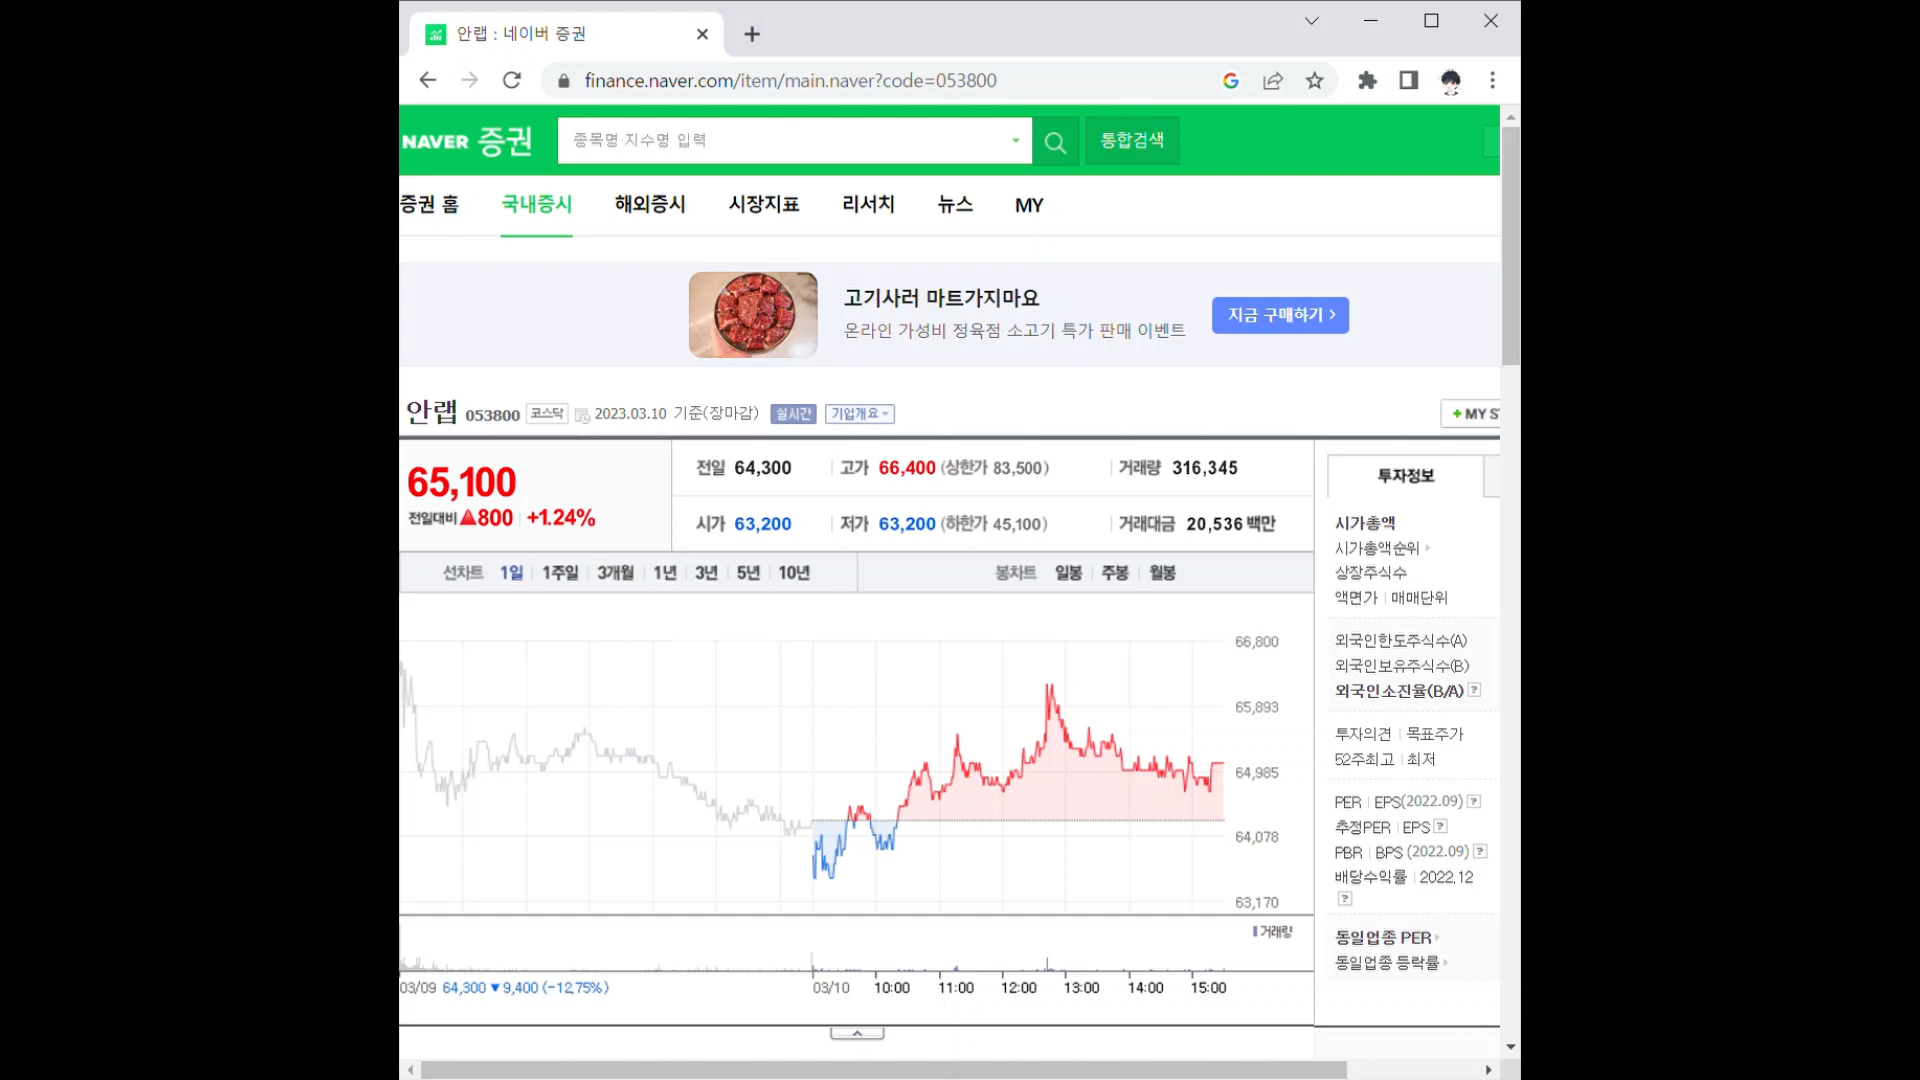 안랩 : 네이버 증권
finance.naver.com/item/main.naver?code=053800
NAVER 증권 종목명·지수명 입력 통합검색
증권 홈 국내증시 해외증시 시장지표 리서치 뉴스 MY
고기사러 마트가지마요
온라인 가성비 정육점 소고기 특가 판매 이벤트
지금 구매하기 >
안랩 053800 코스닥 2023.03.10 기준(장마감) 실시간 기업개요
+ MY S
65,100
전일대비 ▲800 +1.24%
전일 64,300 고가 66,400 (상한가 83,500) 거래량 316,345
시가 63,200 저가 63,200 (하한가 45,100) 거래대금 20,536 백만
선차트 1일 1주일 3개월 1년 3년 5년 10년 봉차트 일봉 주봉 월봉
66,800
65,893
64,985
64,078
63,170
거래량
03/09 64,300 ▼ 9,400 (-12.75%) 03/10 10:00 11:00 12:00 13:00 14:00 15:00
투자정보
시가총액
시가총액순위
상장주식수
액면가 매매단위
외국인한도주식수(A)
외국인보유주식수(B)
외국인소진율(B/A) ?
투자의견 목표주가
52주최고 최저
PER EPS(2022.09) ?
추정PER EPS ?
PBR BPS (2022.09) ?
배당수익률 2022.12
?
동일업종 PER
동일업종 등락률